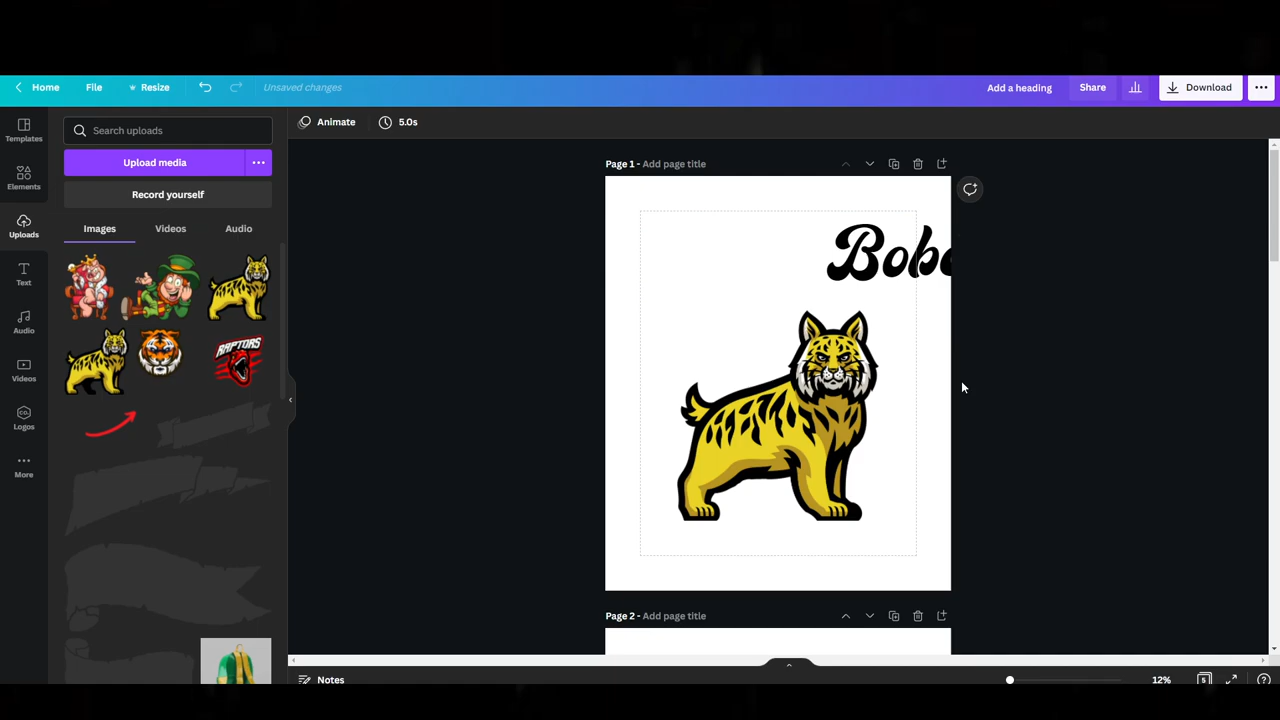 Home File Resize Unsaved changes Add a heading Share Download
Templates
Elements
Uploads
Text
Audio
Videos
Logos
More
Search uploads
Upload media
Record yourself
Images Videos Audio
RAPTORS
Animate 5.0s
Page 1 - Add page title
Bobc
Page 2 - Add page title
Notes
12%
5